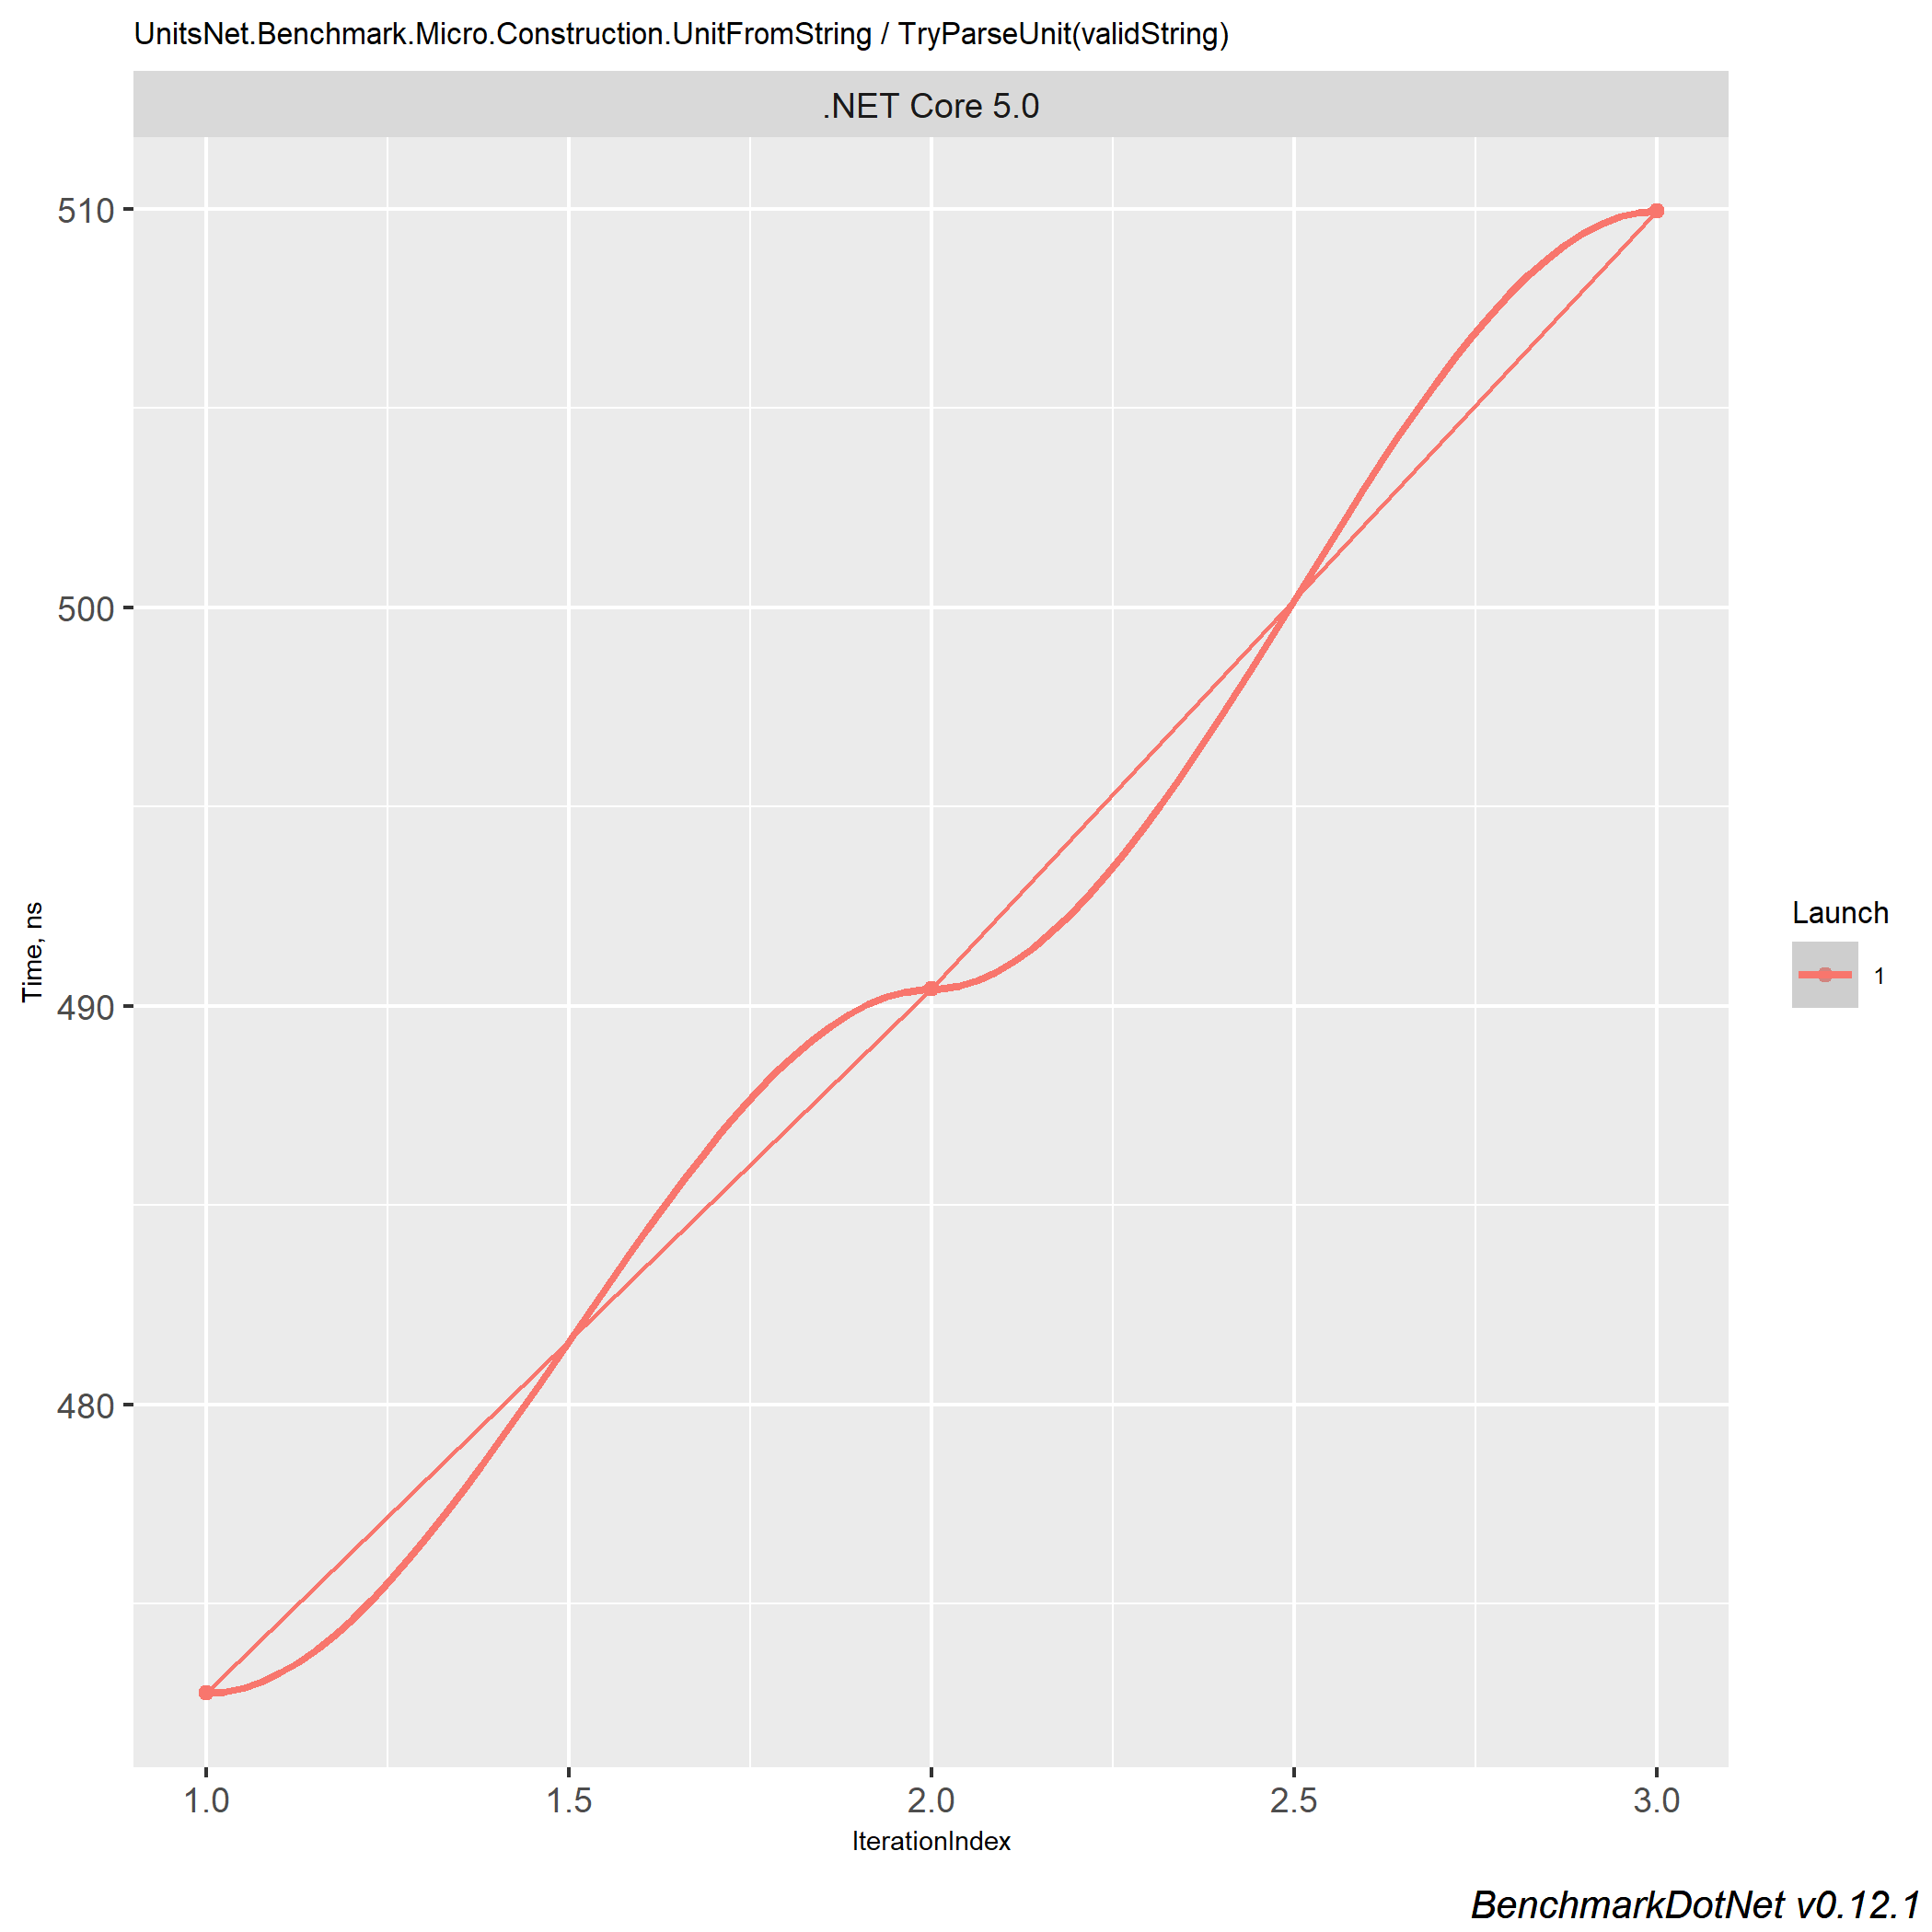 UnitsNet.Benchmark.Micro.Construction.UnitFromString / TryParseUnit(validString)
.NET Core 5.0
510
500
490
480
Time, ns
1.0 1.5 2.0 2.5 3.0
IterationIndex
Launch
1
BenchmarkDotNet v0.12.1